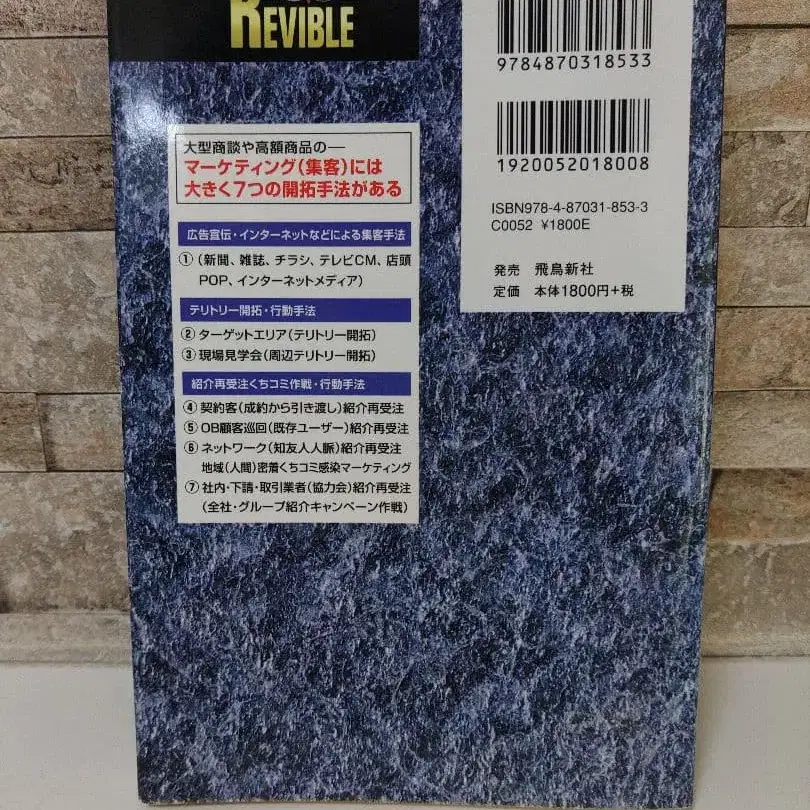 REVIBLE
9784870318533
1920052018008
ISBN978-4-87031-853-3
C0052 ¥1800E
発売 飛鳥新社
定価 本体1800円+税
大型商談や高額商品の―
マーケティング(集客)には
大きく7つの開拓手法がある
広告宣伝・インターネットなどによる集客手法
①(新聞、雑誌、チラシ、テレビCM、店頭
POP、インターネットメディア)
テリトリー開拓・行動手法
②ターゲットエリア(テリトリー開拓)
③現場見学会(周辺テリトリー開拓)
紹介再受注くちコミ作戦・行動手法
④契約客(成約から引き渡し)紹介再受注
⑤OB顧客巡回(既存ユーザー)紹介再受注
⑥ネットワーク(知友人人脈)紹介再受注
地域(人間)密着くちコミ感染マーケティング
⑦社内・下請・取引業者(協力会)紹介再受注
(全社・グループ紹介キャンペーン作戦)